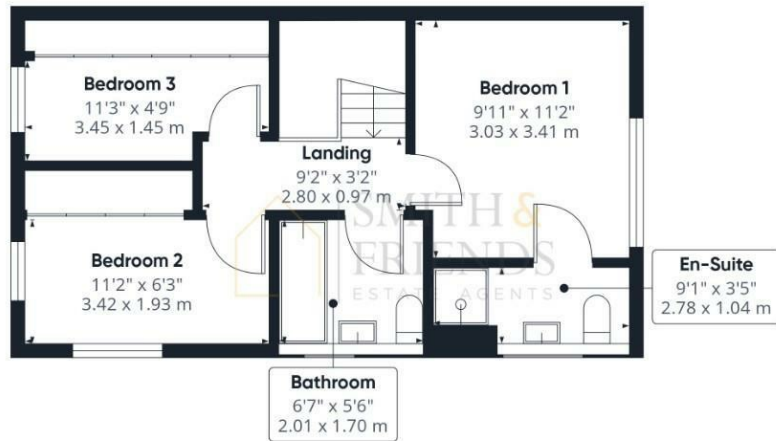 Bedroom 3
11'3" x 4'9"
3.45 x 1.45 m
Bedroom 1
9'11" x 11'2"
3.03 x 3.41 m
Landing
9'2" x 3'2"
2.80 x 0.97 m
Bedroom 2
11'2" x 6'3"
3.42 x 1.93 m
SMITH &
FRIENDS
ESTATE AGENTS
En-Suite
9'1" x 3'5"
2.78 x 1.04 m
Bathroom
6'7" x 5'6"
2.01 x 1.70 m